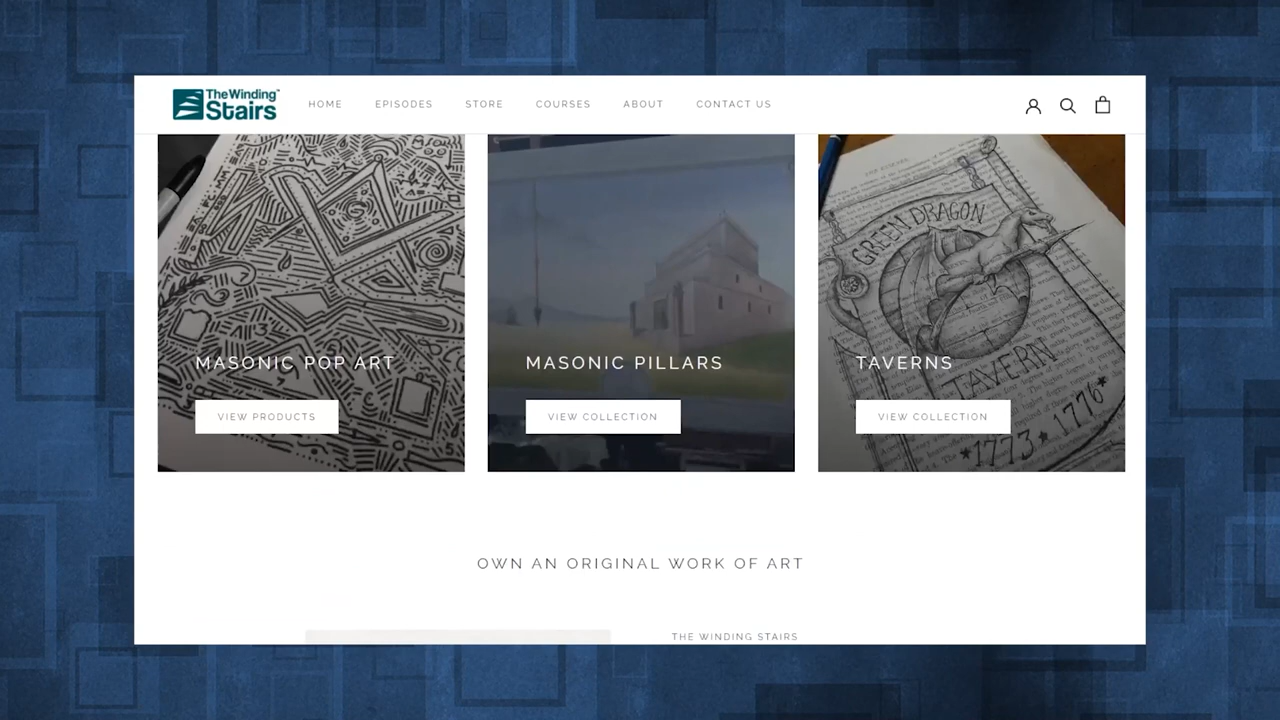 The Winding™
Stairs
HOME EPISODES STORE COURSES ABOUT CONTACT US
MASONIC POP ART
VIEW PRODUCTS
MASONIC PILLARS
VIEW COLLECTION
GREEN DRAGON
TAVERN
*1773*1776*
TAVERNS
VIEW COLLECTION
OWN AN ORIGINAL WORK OF ART
THE WINDING STAIRS